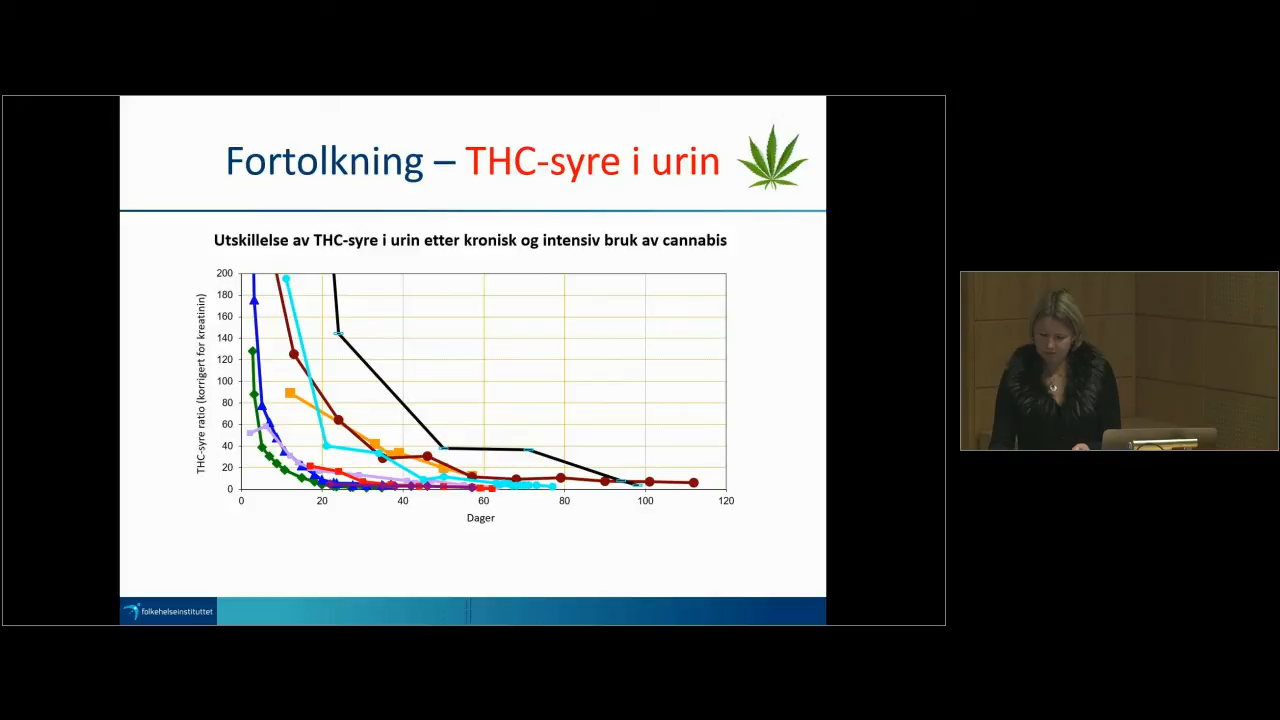 Fortolkning – THC-syre i urin
Utskillelse av THC-syre i urin etter kronisk og intensiv bruk av cannabis
THC-syre ratio (korrigert for kreatinin)
200
180
160
140
120
100
80
60
40
20
0
0 20 40 60 80 100 120
Dager
folkehelseinstituttet